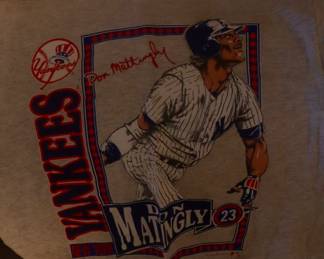 Yankees
Don Mattingly
YANKEES
DON
MATTINGLY
23